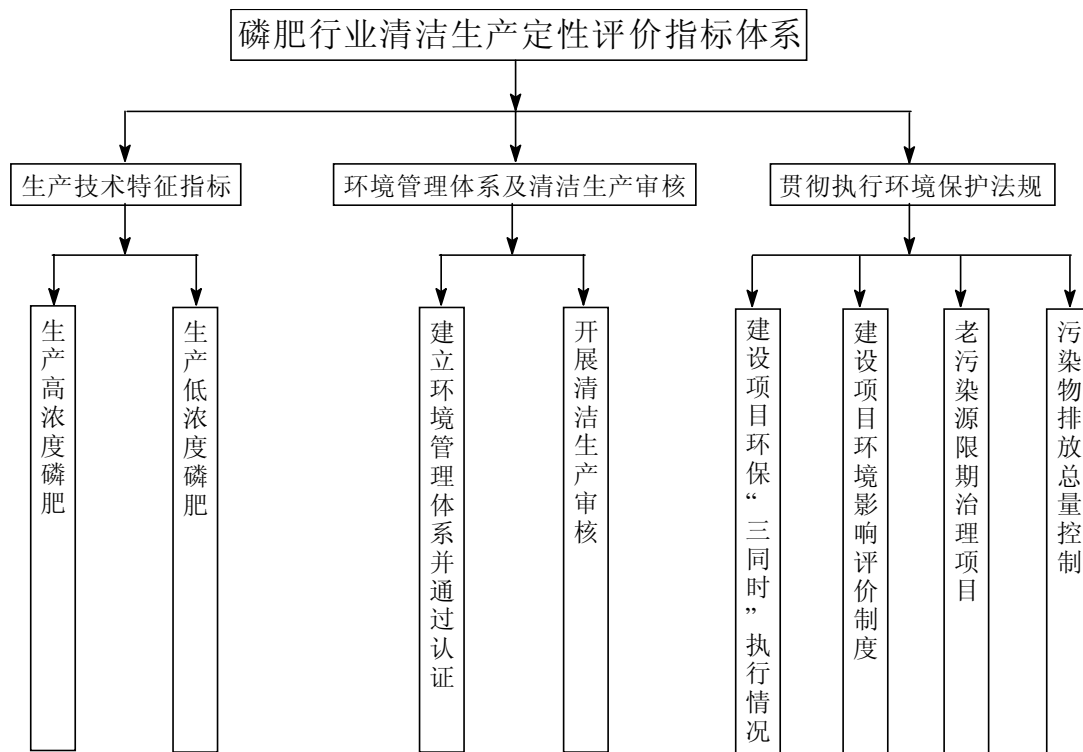 磷肥行业清洁生产定性评价指标体系
生产技术特征指标
环境管理体系及清洁生产审核
贯彻执行环境保护法规
生产高浓度磷肥
生产低浓度磷肥
建立环境管理体系并通过认证
开展清洁生产审核
建设项目环保“三同时”执行情况
建设项目环境影响评价制度
老污染源限期治理项目
污染物排放总量控制